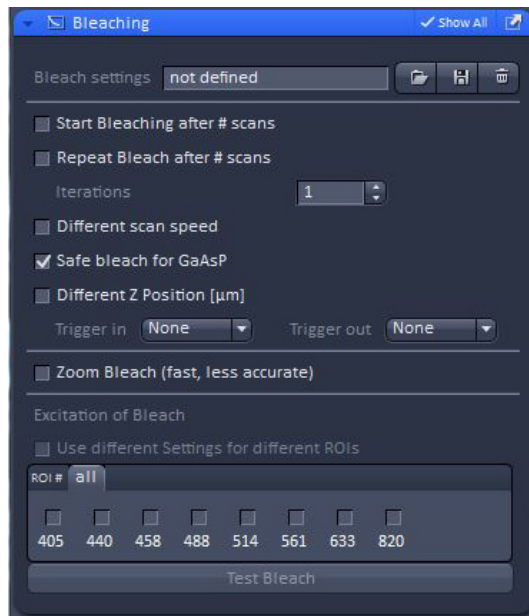 Bleaching
Show All
Bleach settings not defined
Start Bleaching after # scans
Repeat Bleach after # scans
Iterations 1
Different scan speed
Safe bleach for GaAsP
Different Z Position [µm]
Trigger in None Trigger out None
Zoom Bleach (fast, less accurate)
Excitation of Bleach
Use different Settings for different ROIs
ROI # all
405 440 458 488 514 561 633 820
Test Bleach